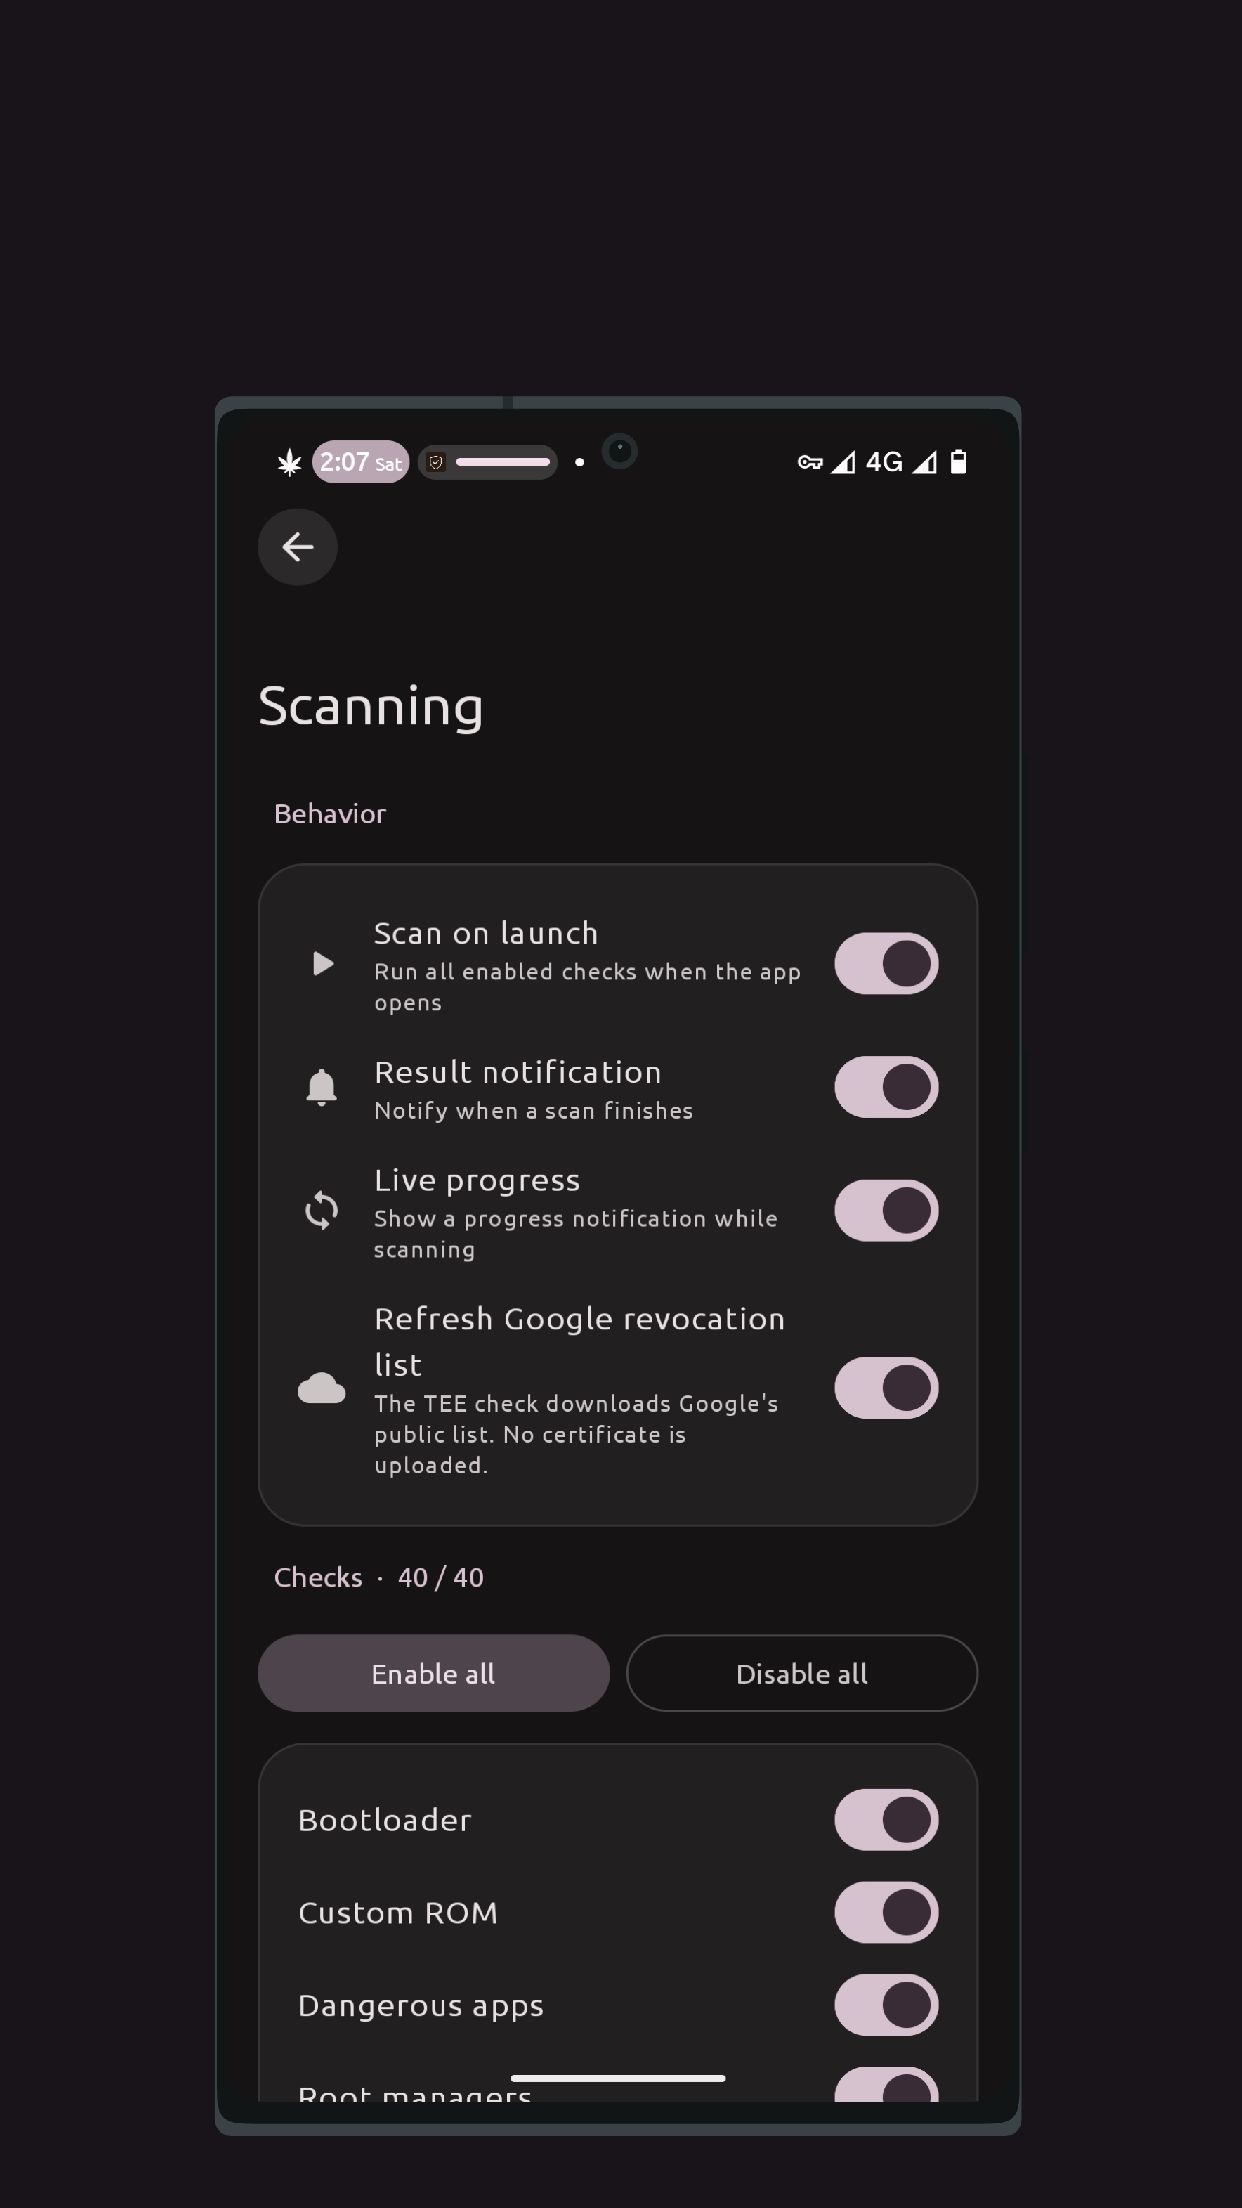 2:07 Sat
4G
Scanning
Behavior
Scan on launch
Run all enabled checks when the app
opens
Result notification
Notify when a scan finishes
Live progress
Show a progress notification while
scanning
Refresh Google revocation
list
The TEE check downloads Google's
public list. No certificate is
uploaded.
Checks · 40 / 40
Enable all
Disable all
Bootloader
Custom ROM
Dangerous apps
Root managers